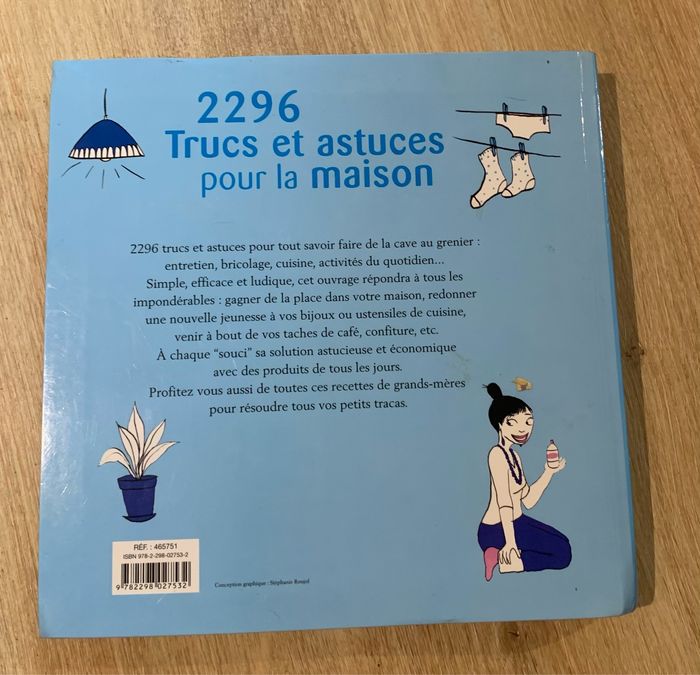 2296
Trucs et astuces
pour la maison
2296 trucs et astuces pour tout savoir faire de la cave au grenier :
entretien, bricolage, cuisine, activités du quotidien...
Simple, efficace et ludique, cet ouvrage répondra à tous les
impondérables : gagner de la place dans votre maison, redonner
une nouvelle jeunesse à vos bijoux ou ustensiles de cuisine,
venir à bout de vos taches de café, confiture, etc.
À chaque "souci" sa solution astucieuse et économique
avec des produits de tous les jours.
Profitez vous aussi de toutes ces recettes de grands-mères
pour résoudre tous vos petits tracas.
RÉF. : 465751
ISBN 978-2-298-02753-2
9 782298 027532
Conception graphique : Stéphanie Roujol